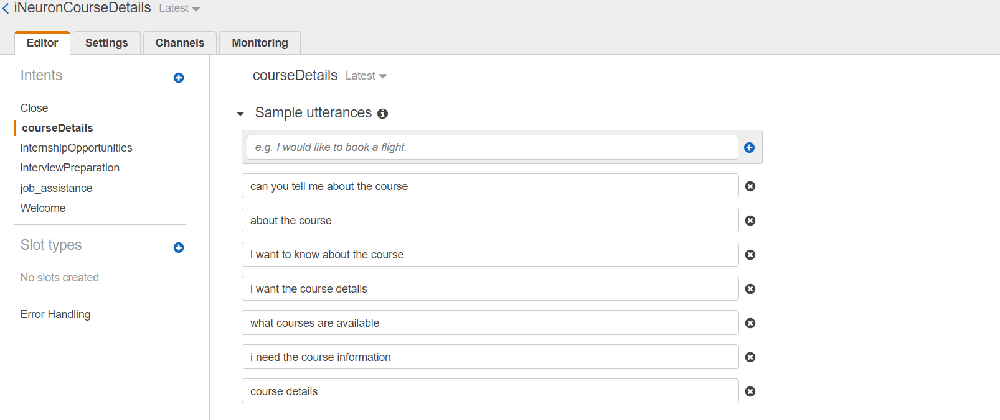 iNeuronCourseDetails Latest
Editor Settings Channels Monitoring
Intents
Close
courseDetails
internshipOpportunities
interviewPreparation
job_assistance
Welcome
Slot types
No slots created
Error Handling
courseDetails Latest
Sample utterances
e.g. I would like to book a flight.
can you tell me about the course
about the course
i want to know about the course
i want the course details
what courses are available
i need the course information
course details